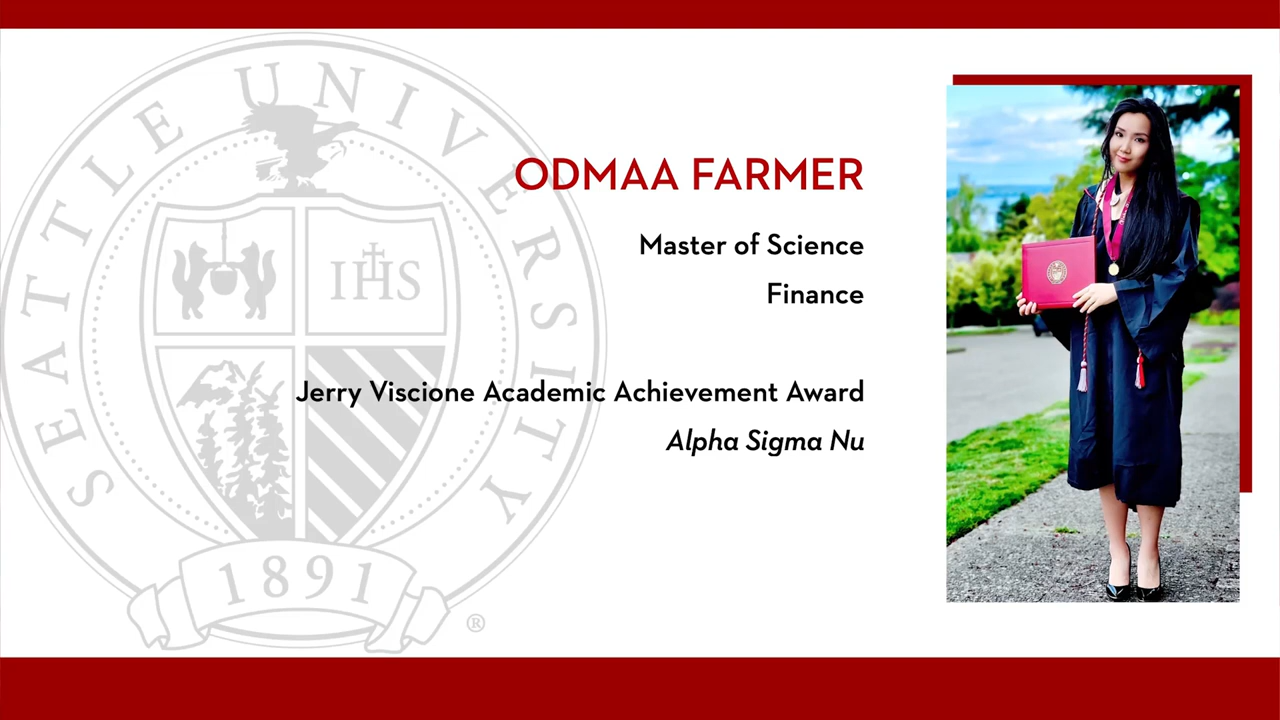 SEATTLE UNIVERSITY
ODMAA FARMER
Master of Science
Finance
IHS
Jerry Viscione Academic Achievement Award
Alpha Sigma Nu
1891
®